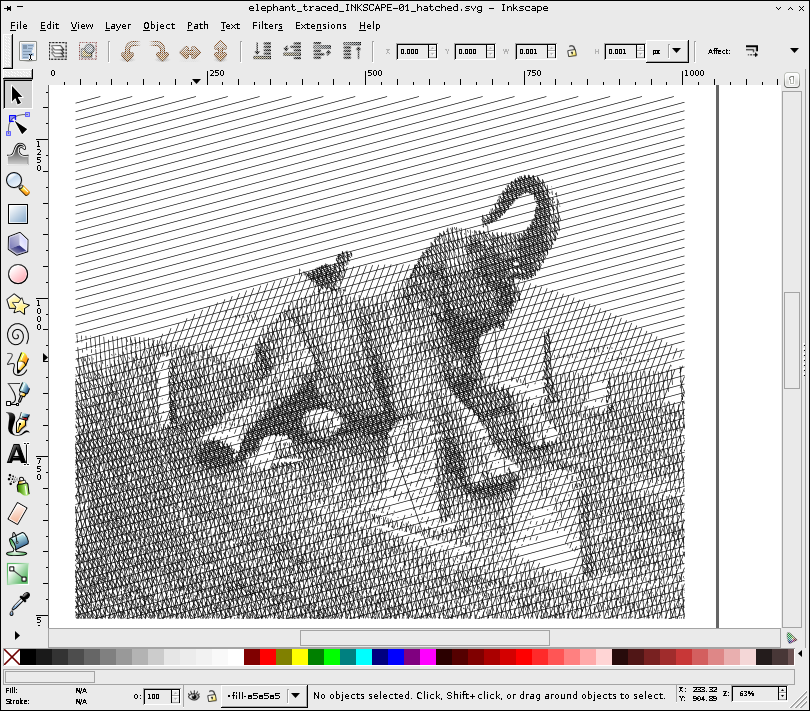 elephant_traced_INKSCAPE-01_hatched.svg - Inkscape
File Edit View Layer Object Path Text Filters Extensions Help
X 0.000 Y 0.000 W 0.001 H 0.001 px Affect:
0 250 500 750 1000
1250
1000
750
5
A
Fill: N/A
Stroke: N/A
O: 100
•fill-a5a5a5
No objects selected. Click, Shift+click, or drag around objects to select.
X: 233.32
Y: 904.89
Z: 63%